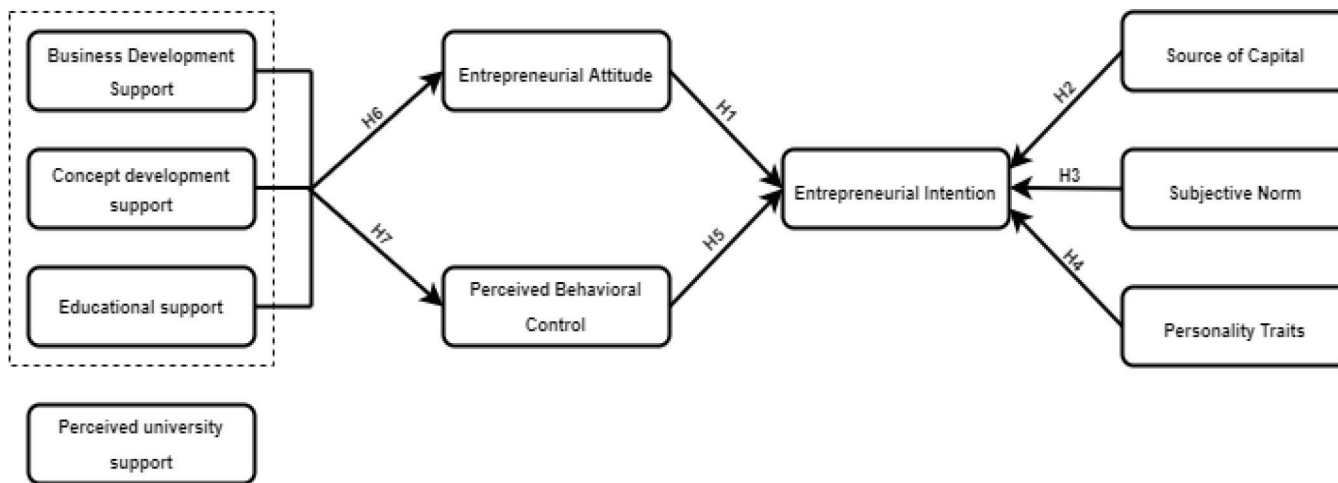 Business Development
Support
Concept development
support
Educational support
Perceived university
support
H6
H7
Entrepreneurial Attitude
Perceived Behavioral
Control
H1
H5
Entrepreneurial Intention
H2
H3
H4
Source of Capital
Subjective Norm
Personality Traits